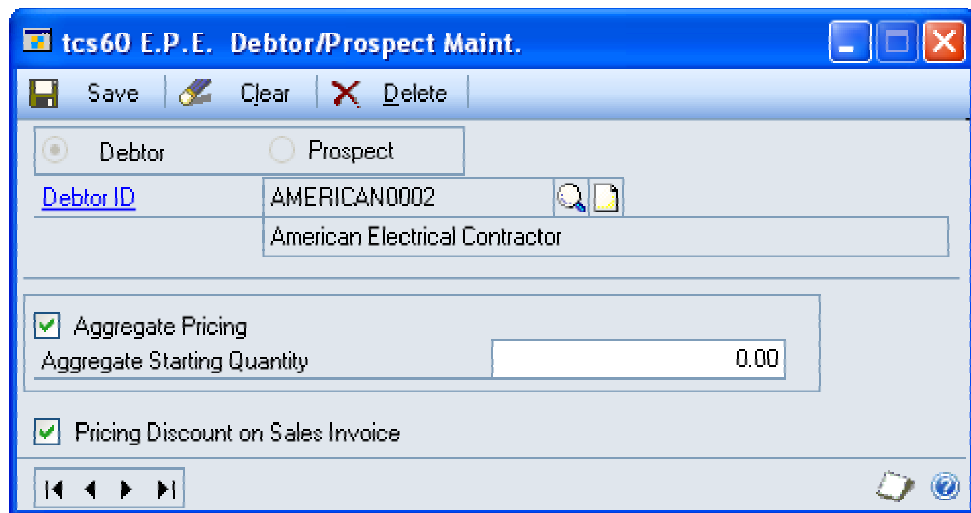 tcs60 E.P.E. Debtor/Prospect Maint.
Save Clear Delete
Debtor Prospect
Debtor ID AMERICAN0002
American Electrical Contractor
Aggregate Pricing
Aggregate Starting Quantity 0.00
Pricing Discount on Sales Invoice